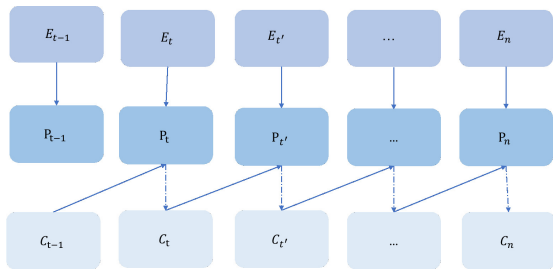 E_{t−1} E_t E_{t′} ... E_n
P_{t−1} P_t P_{t′} ... P_n
C_{t−1} C_t C_{t′} ... C_n